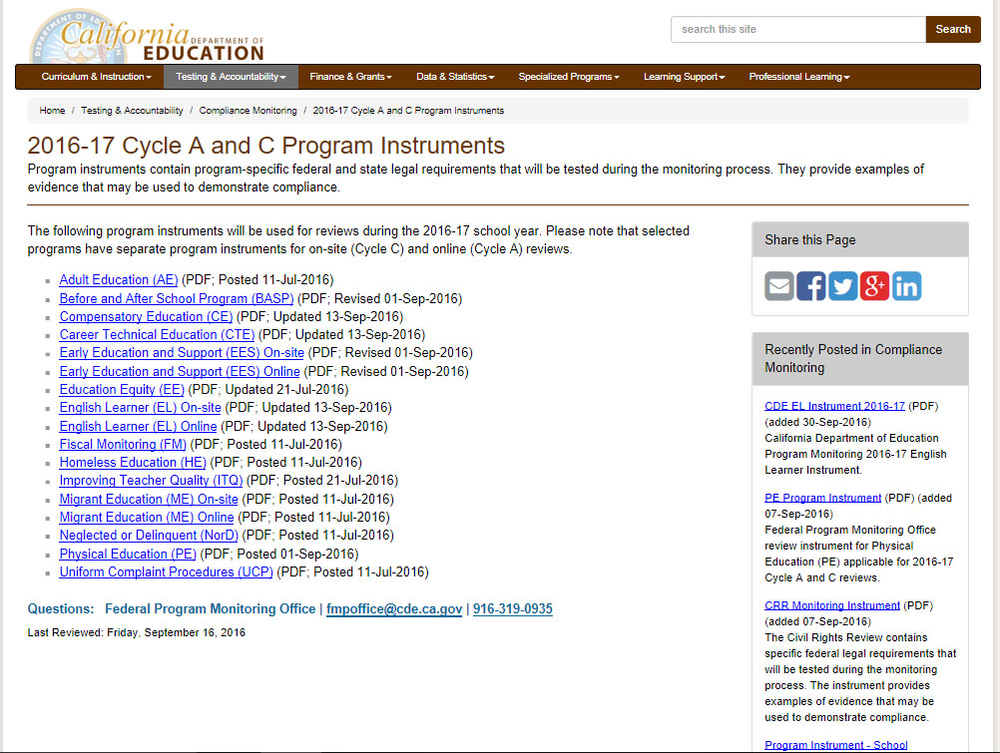 DEPARTMENT OF ED
California DEPARTMENT OF
EDUCATION
search this site
Search
Curriculum & Instruction
Testing & Accountability
Finance & Grants
Data & Statistics
Specialized Programs
Learning Support
Professional Learning
Home / Testing & Accountability / Compliance Monitoring / 2016-17 Cycle A and C Program Instruments
2016-17 Cycle A and C Program Instruments
Program instruments contain program-specific federal and state legal requirements that will be tested during the monitoring process. They provide examples of
evidence that may be used to demonstrate compliance.
The following program instruments will be used for reviews during the 2016-17 school year. Please note that selected
programs have separate program instruments for on-site (Cycle C) and online (Cycle A) reviews.
Adult Education (AE) (PDF; Posted 11-Jul-2016)
Before and After School Program (BASP) (PDF; Revised 01-Sep-2016)
Compensatory Education (CE) (PDF; Updated 13-Sep-2016)
Career Technical Education (CTE) (PDF; Updated 13-Sep-2016)
Early Education and Support (EES) On-site (PDF; Revised 01-Sep-2016)
Early Education and Support (EES) Online (PDF; Revised 01-Sep-2016)
Education Equity (EE) (PDF; Updated 21-Jul-2016)
English Learner (EL) On-site (PDF; Updated 13-Sep-2016)
English Learner (EL) Online (PDF; Updated 13-Sep-2016)
Fiscal Monitoring (FM) (PDF; Posted 11-Jul-2016)
Homeless Education (HE) (PDF; Posted 11-Jul-2016)
Improving Teacher Quality (ITQ) (PDF; Posted 21-Jul-2016)
Migrant Education (ME) On-site (PDF; Posted 11-Jul-2016)
Migrant Education (ME) Online (PDF; Posted 11-Jul-2016)
Neglected or Delinquent (NorD) (PDF; Posted 11-Jul-2016)
Physical Education (PE) (PDF; Posted 01-Sep-2016)
Uniform Complaint Procedures (UCP) (PDF; Posted 11-Jul-2016)
Questions: Federal Program Monitoring Office | fmpoffice@cde.ca.gov | 916-319-0935
Last Reviewed: Friday, September 16, 2016
Share this Page
Recently Posted in Compliance
Monitoring
CDE EL Instrument 2016-17 (PDF)
(added 30-Sep-2016)
California Department of Education
Program Monitoring 2016-17 English
Learner Instrument.
PE Program Instrument (PDF) (added
07-Sep-2016)
Federal Program Monitoring Office
review instrument for Physical
Education (PE) applicable for 2016-17
Cycle A and C reviews.
CRR Monitoring Instrument (PDF)
(added 07-Sep-2016)
The Civil Rights Review contains
specific federal legal requirements that
will be tested during the monitoring
process. The instrument provides
examples of evidence that may be
used to demonstrate compliance.
Program Instrument - School